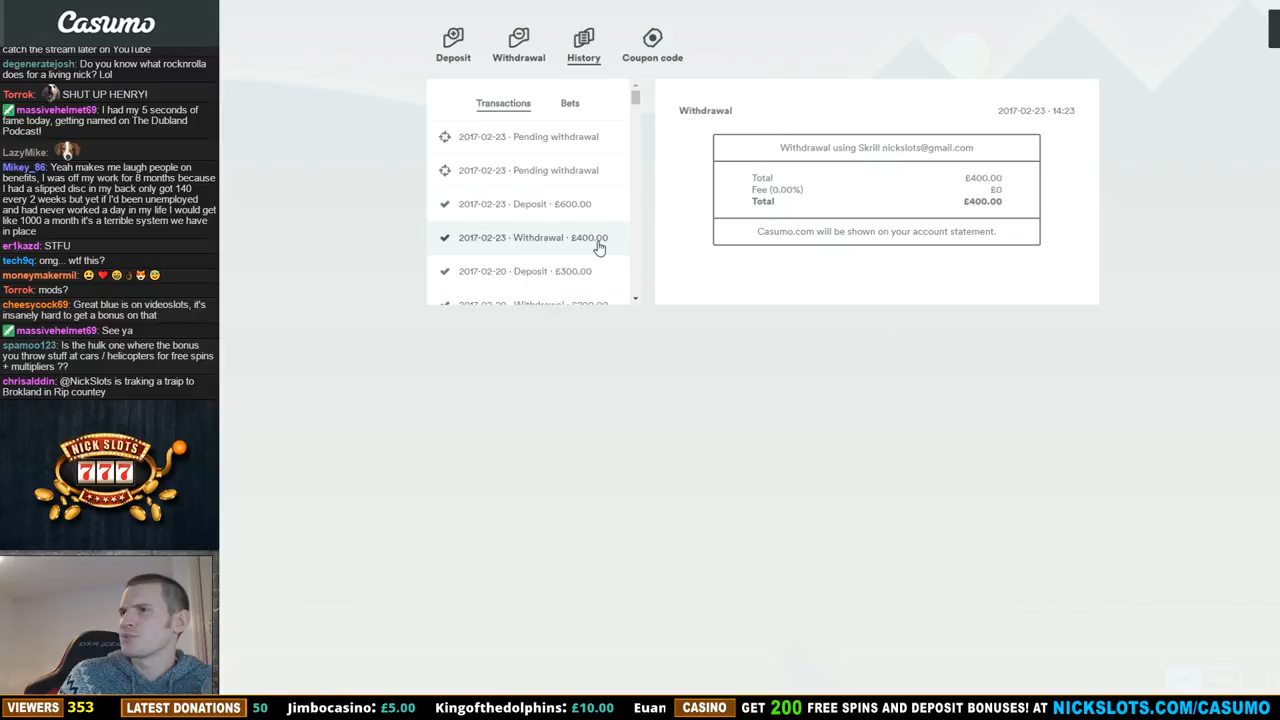 Casumo
catch the stream later on YouTube
degeneratejosh: Do you know what rocknrolla
does for a living nick? Lol
Torrok: SHUT UP HENRY!
massivehelmet69: I had my 5 seconds of
fame today, getting named on The Dubland
Podcast!
LazyMike:
Mikey_86: Yeah makes me laugh people on
benefits, I was off my work for 8 months because
I had a slipped disc in my back only got 140
every 2 weeks but yet if I'd been unemployed
and had never worked a day in my life I would get
like 1000 a month it's a terrible system we have
in place
er1kazd: STFU
tech9q: omg... wtf this?
moneymakermil:
Torrok: mods?
cheesycock69: Great blue is on videoslots, it's
insanely hard to get a bonus on that
massivehelmet69: See ya
spamoo123: Is the hulk one where the bonus
you throw stuff at cars / helicopters for free spins
+ multipliers ??
chrisalddin: @NickSlots is traking a traip to
Brokland in Rip countey
NICK SLOTS
777
Deposit
Withdrawal
History
Coupon code
Transactions
Bets
2017-02-23 · Pending withdrawal
2017-02-23 · Pending withdrawal
2017-02-23 · Deposit · £600.00
2017-02-23 · Withdrawal · £400.00
2017-02-20 · Deposit · £300.00
Withdrawal
2017-02-23 · 14:23
Withdrawal using Skrill nickslots@gmail.com
Total £400.00
Fee (0.00%) £0
Total £400.00
Casumo.com will be shown on your account statement.
VIEWERS 353 LATEST DONATIONS 50 Jimbocasino: £5.00 Kingofthedolphins: £10.00 Euan CASINO GET 200 FREE SPINS AND DEPOSIT BONUSES! AT NICKSLOTS.COM/CASUMO